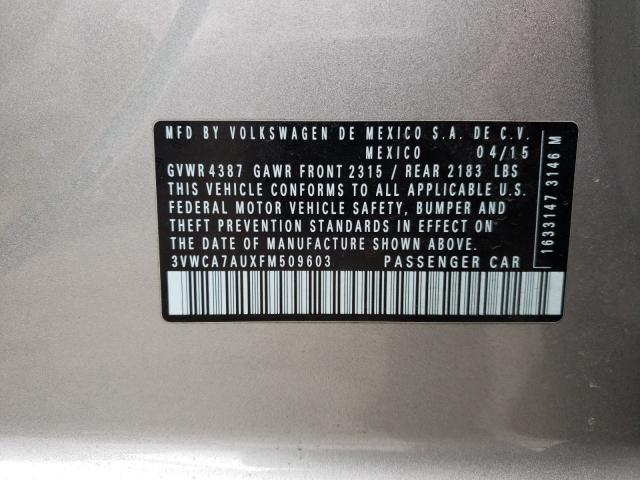 MFD BY VOLKSWAGEN DE MEXICO S.A. DE C.V.
MEXICO 04/15
GVWR 4387 GAWR FRONT 2315 / REAR 2183 LBS
THIS VEHICLE CONFORMS TO ALL APPLICABLE U.S.
FEDERAL MOTOR VEHICLE SAFETY, BUMPER AND
THEFT PREVENTION STANDARDS IN EFFECT ON
THE DATE OF MANUFACTURE SHOWN ABOVE.
3VWCA7AUXFM509603 PASSENGER CAR
1633147 3146 M